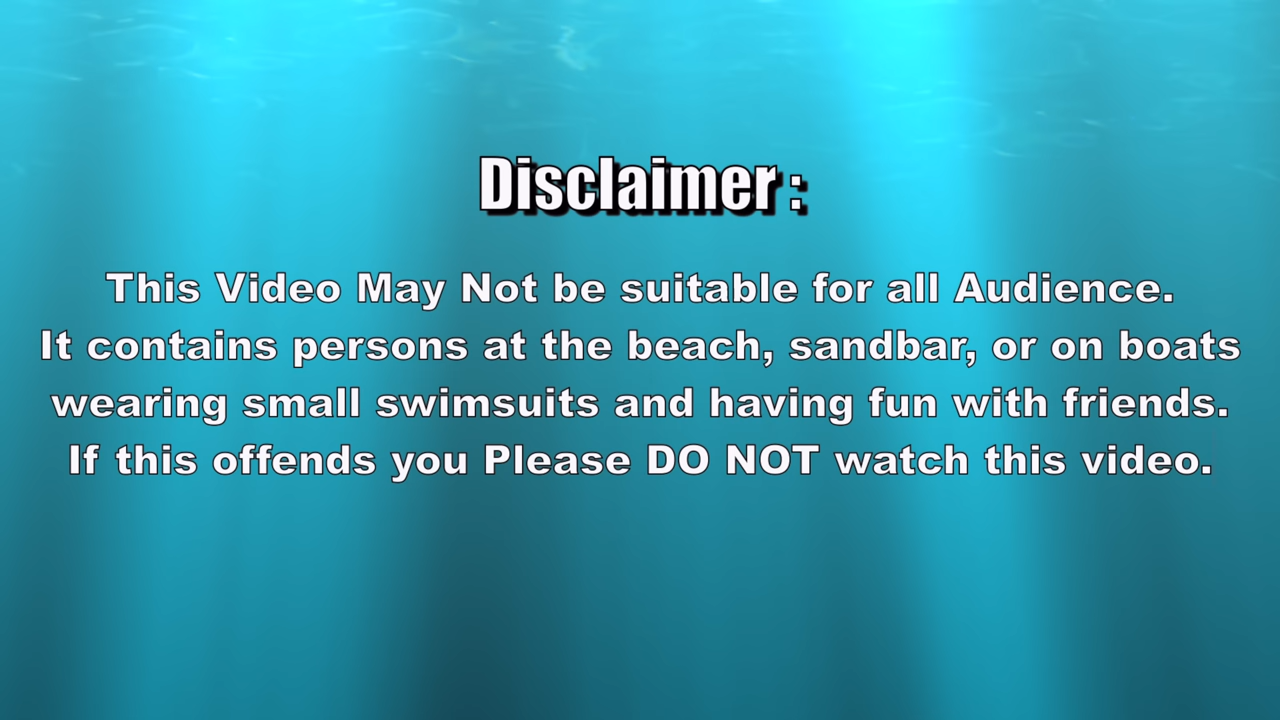 Disclaimer :
This Video May Not be suitable for all Audience.
It contains persons at the beach, sandbar, or on boats
wearing small swimsuits and having fun with friends.
If this offends you Please DO NOT watch this video.